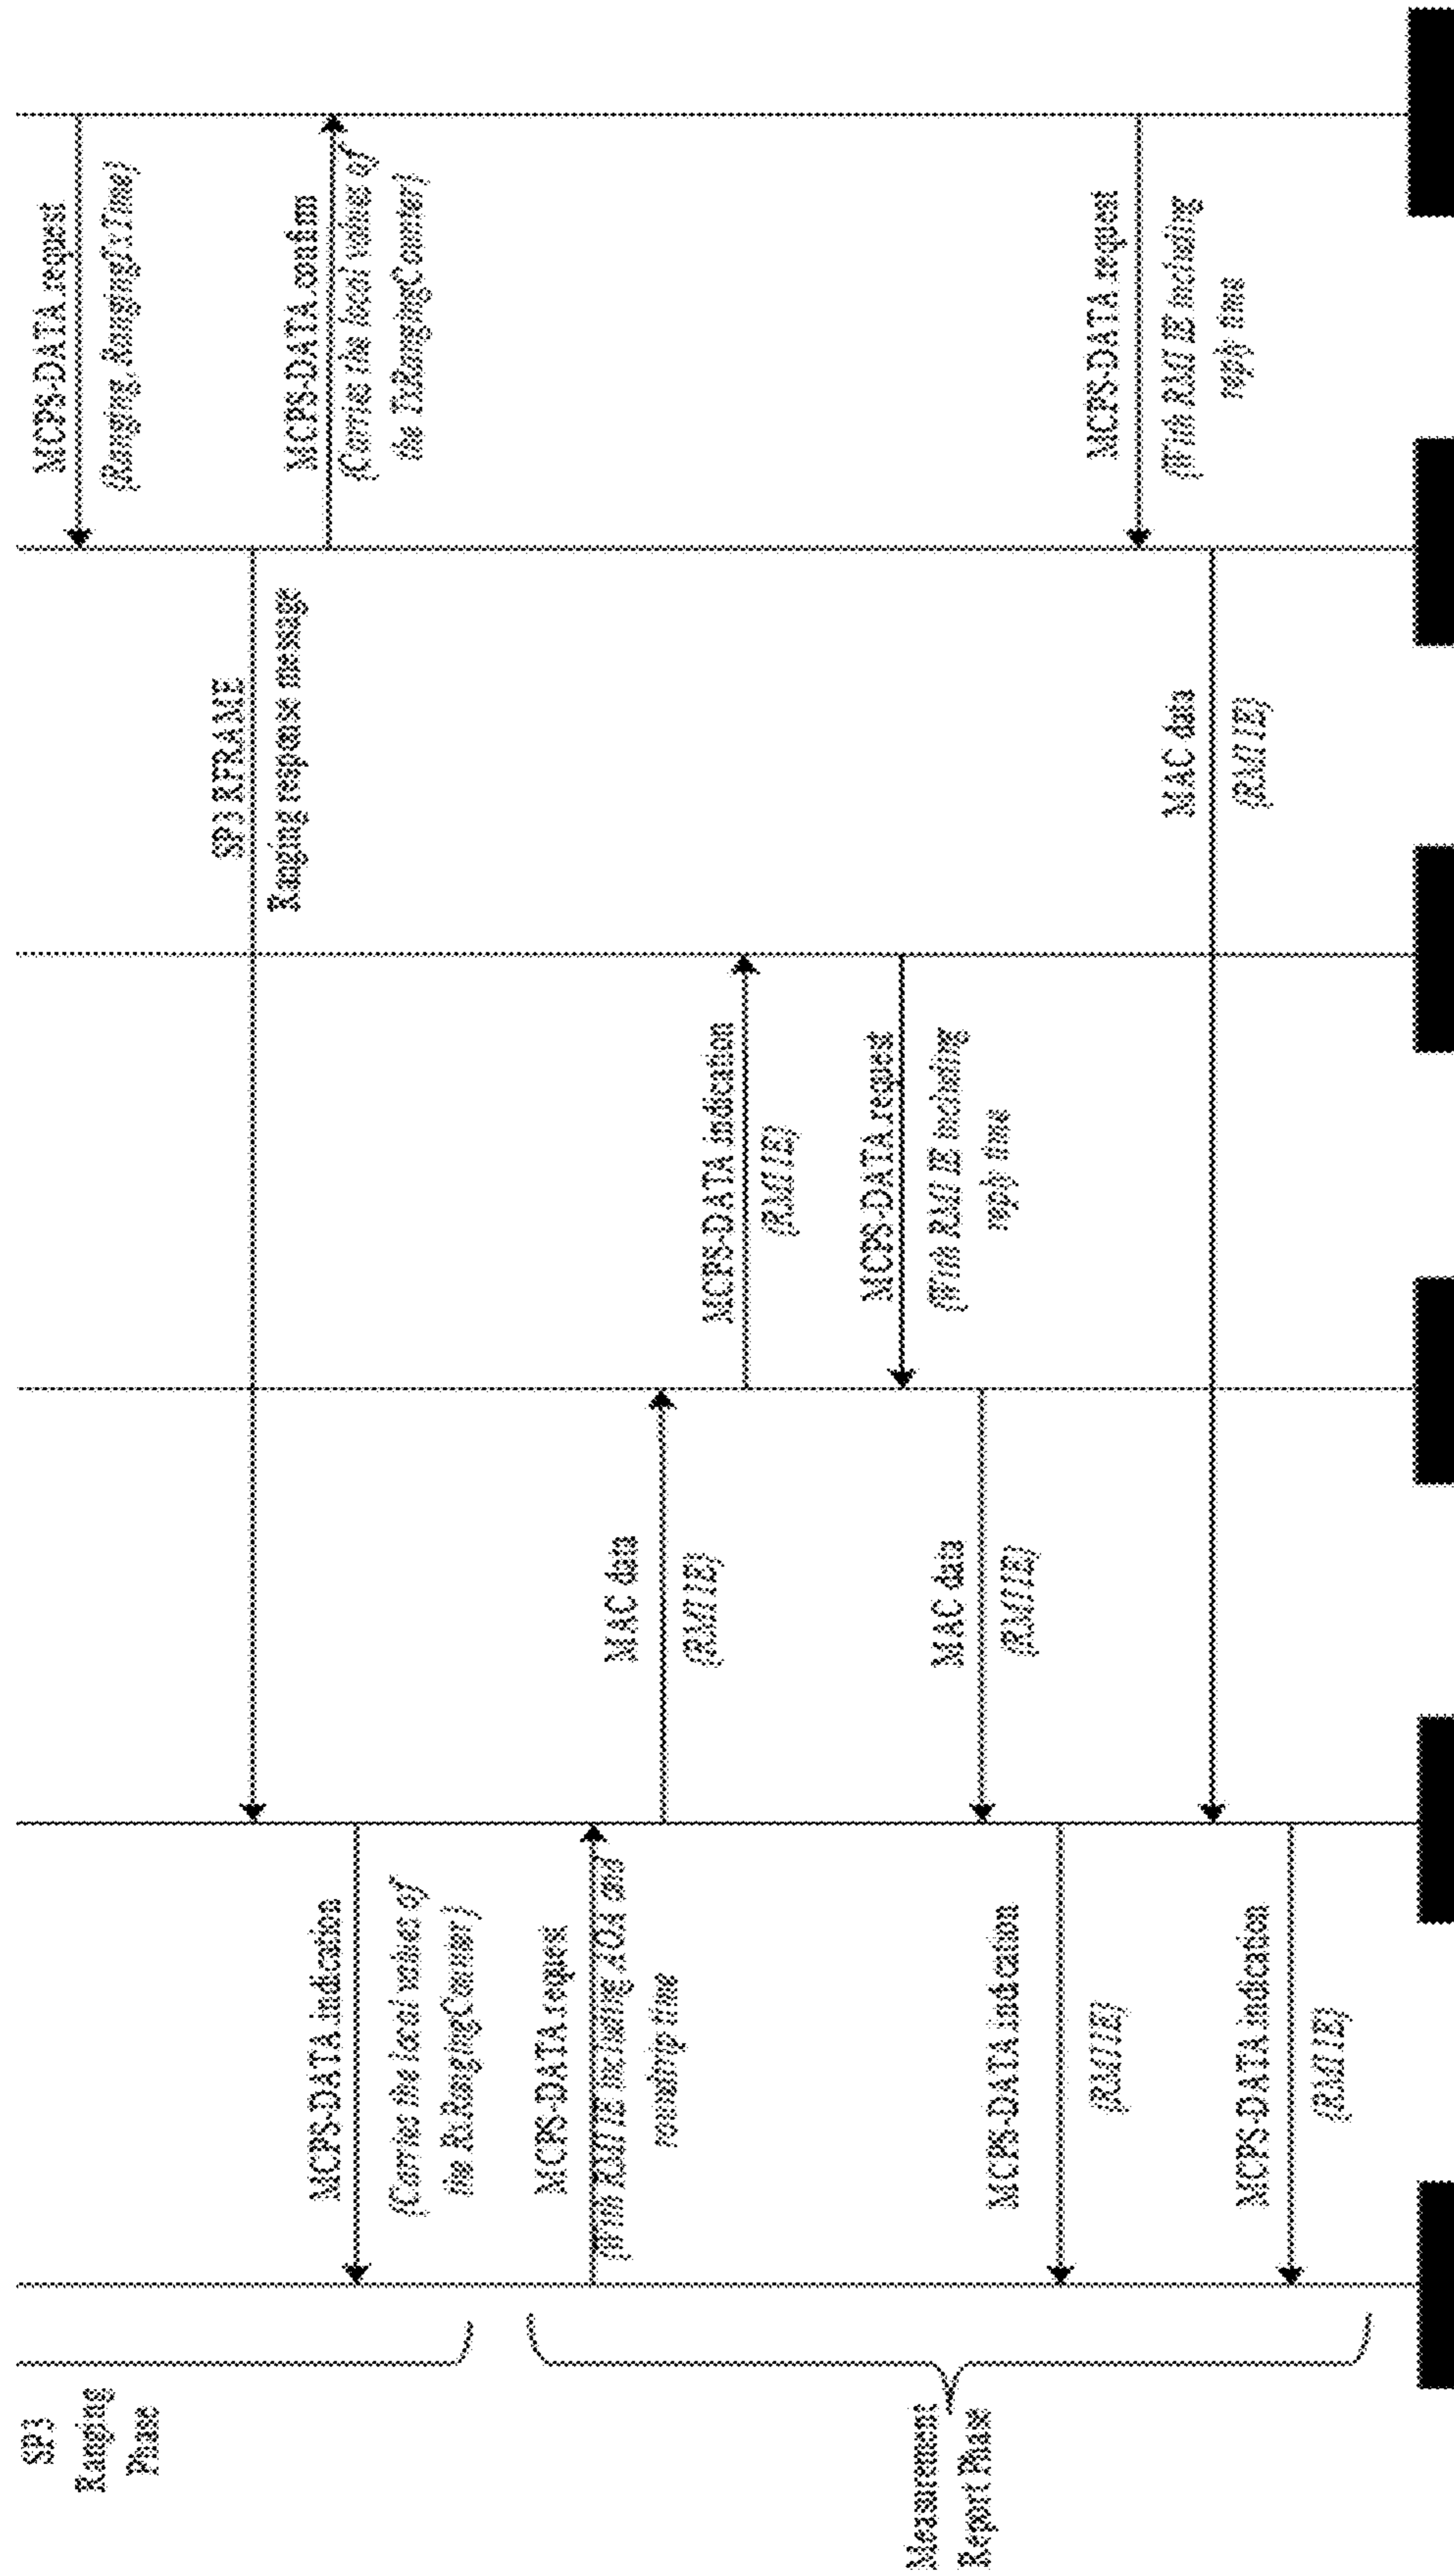 SP3
Ranging
Phase
MCPS-DATA request
(Ranging, RangingTxTime)
SP3 RFRAME
Ranging response message
MCPS-DATA confirm
(Carries the local values of
the TxRangingCounter)
MCPS-DATA indication
(Carries the local values of
the RxRangingCounter)
Measurement
Report Phase
MCPS-DATA request
(With RMI IE including AOA and
roundtrip time
MAC data
(RMI IE)
MCPS-DATA indication
(RMI IE)
MCPS-DATA request
(With RMI IE including
reply time
MAC data
(RMI IE)
MCPS-DATA indication
(RMI IE)
MCPS-DATA request
(With RMI IE including
reply time
MAC data
(RMI IE)
MCPS-DATA indication
(RMI IE)